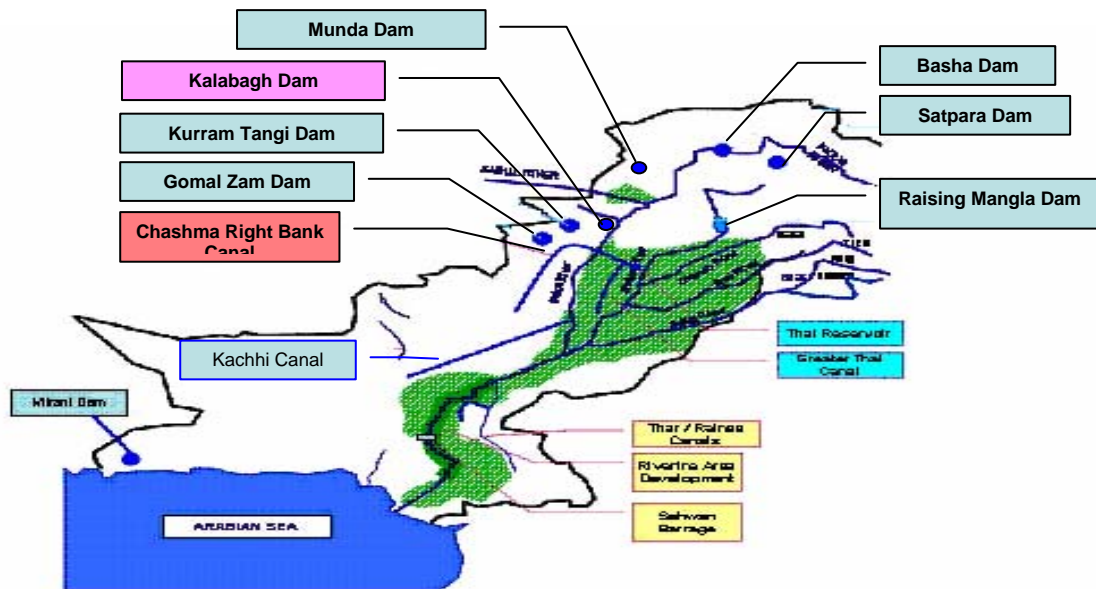 Munda Dam
Kalabagh Dam
Basha Dam
Kurram Tangi Dam
Satpara Dam
Gomal Zam Dam
Raising Mangla Dam
Chashma Right Bank
Canal
Kachhi Canal
Thal Reservoir
Greater Thal
Canal
Mirani Dam
Thar / Rainee
Canals
Riverine Area
Development
Sehwan
Barrage
ARABIAN SEA
KABUL RIVER